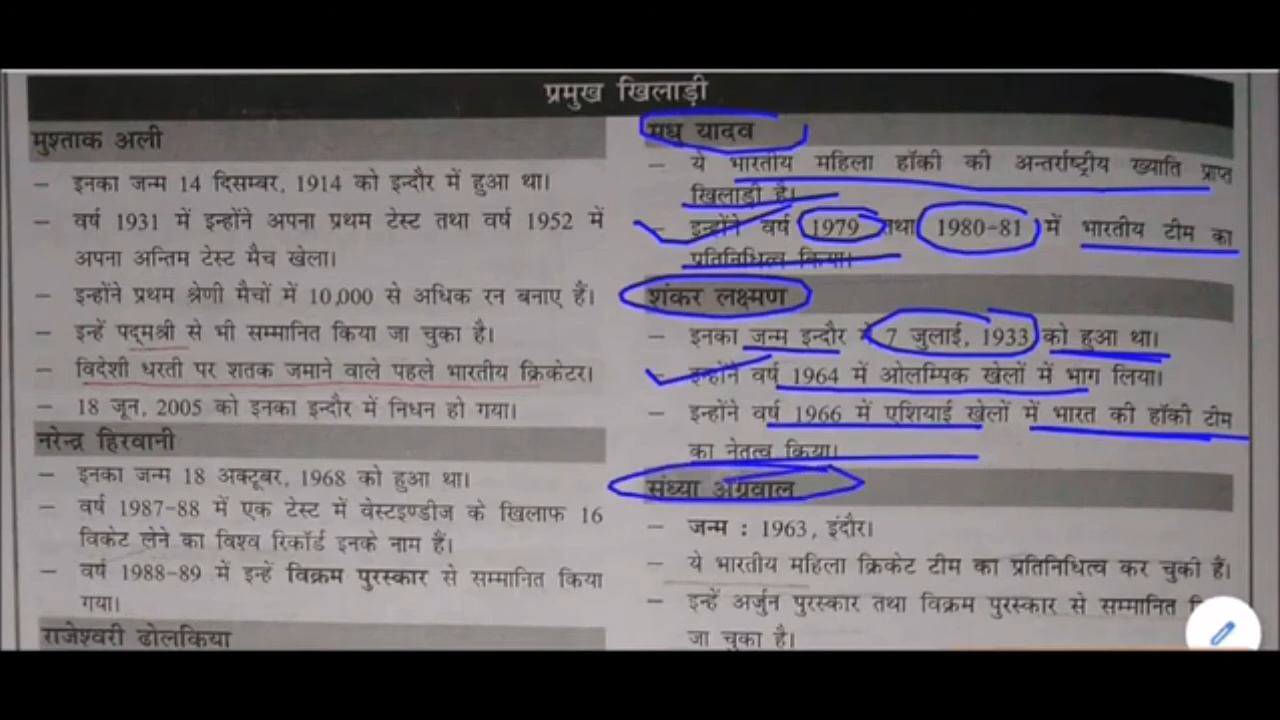 प्रमुख खिलाड़ी
मुश्ताक अली
– इनका जन्म 14 दिसम्बर, 1914 को इन्दौर में हुआ था।
– वर्ष 1931 में इन्होंने अपना प्रथम टेस्ट तथा वर्ष 1952 में
अपना अन्तिम टेस्ट मैच खेला।
– इन्होंने प्रथम श्रेणी मैचों में 10,000 से अधिक रन बनाए हैं।
– इन्हें पद्मश्री से भी सम्मानित किया जा चुका है।
– विदेशी धरती पर शतक जमाने वाले पहले भारतीय क्रिकेटर।
– 18 जून, 2005 को इनका इन्दौर में निधन हो गया।
नरेन्द्र हिरवानी
– इनका जन्म 18 अक्टूबर, 1968 को हुआ था।
– वर्ष 1987-88 में एक टेस्ट में वेस्टइण्डीज के खिलाफ 16
विकेट लेने का विश्व रिकॉर्ड इनके नाम हैं।
– वर्ष 1988-89 में इन्हें विक्रम पुरस्कार से सम्मानित किया
गया।
राजेश्वरी ढोलकिया
मधु यादव
– ये भारतीय महिला हॉकी की अन्तर्राष्ट्रीय ख्याति प्राप्त
खिलाड़ी है।
– इन्होंने वर्ष 1979 तथा 1980-81 में भारतीय टीम का
प्रतिनिधित्व किया।
शंकर लक्ष्मण
– इनका जन्म इन्दौर में 7 जुलाई, 1933 को हुआ था।
– इन्होंने वर्ष 1964 में ओलम्पिक खेलों में भाग लिया।
– इन्होंने वर्ष 1966 में एशियाई खेलों में भारत की हॉकी टीम
का नेतृत्व किया।
संध्या अग्रवाल
– जन्म : 1963, इंदौर।
– ये भारतीय महिला क्रिकेट टीम का प्रतिनिधित्व कर चुकी हैं।
– इन्हें अर्जुन पुरस्कार तथा विक्रम पुरस्कार से सम्मानित
जा चुका है।